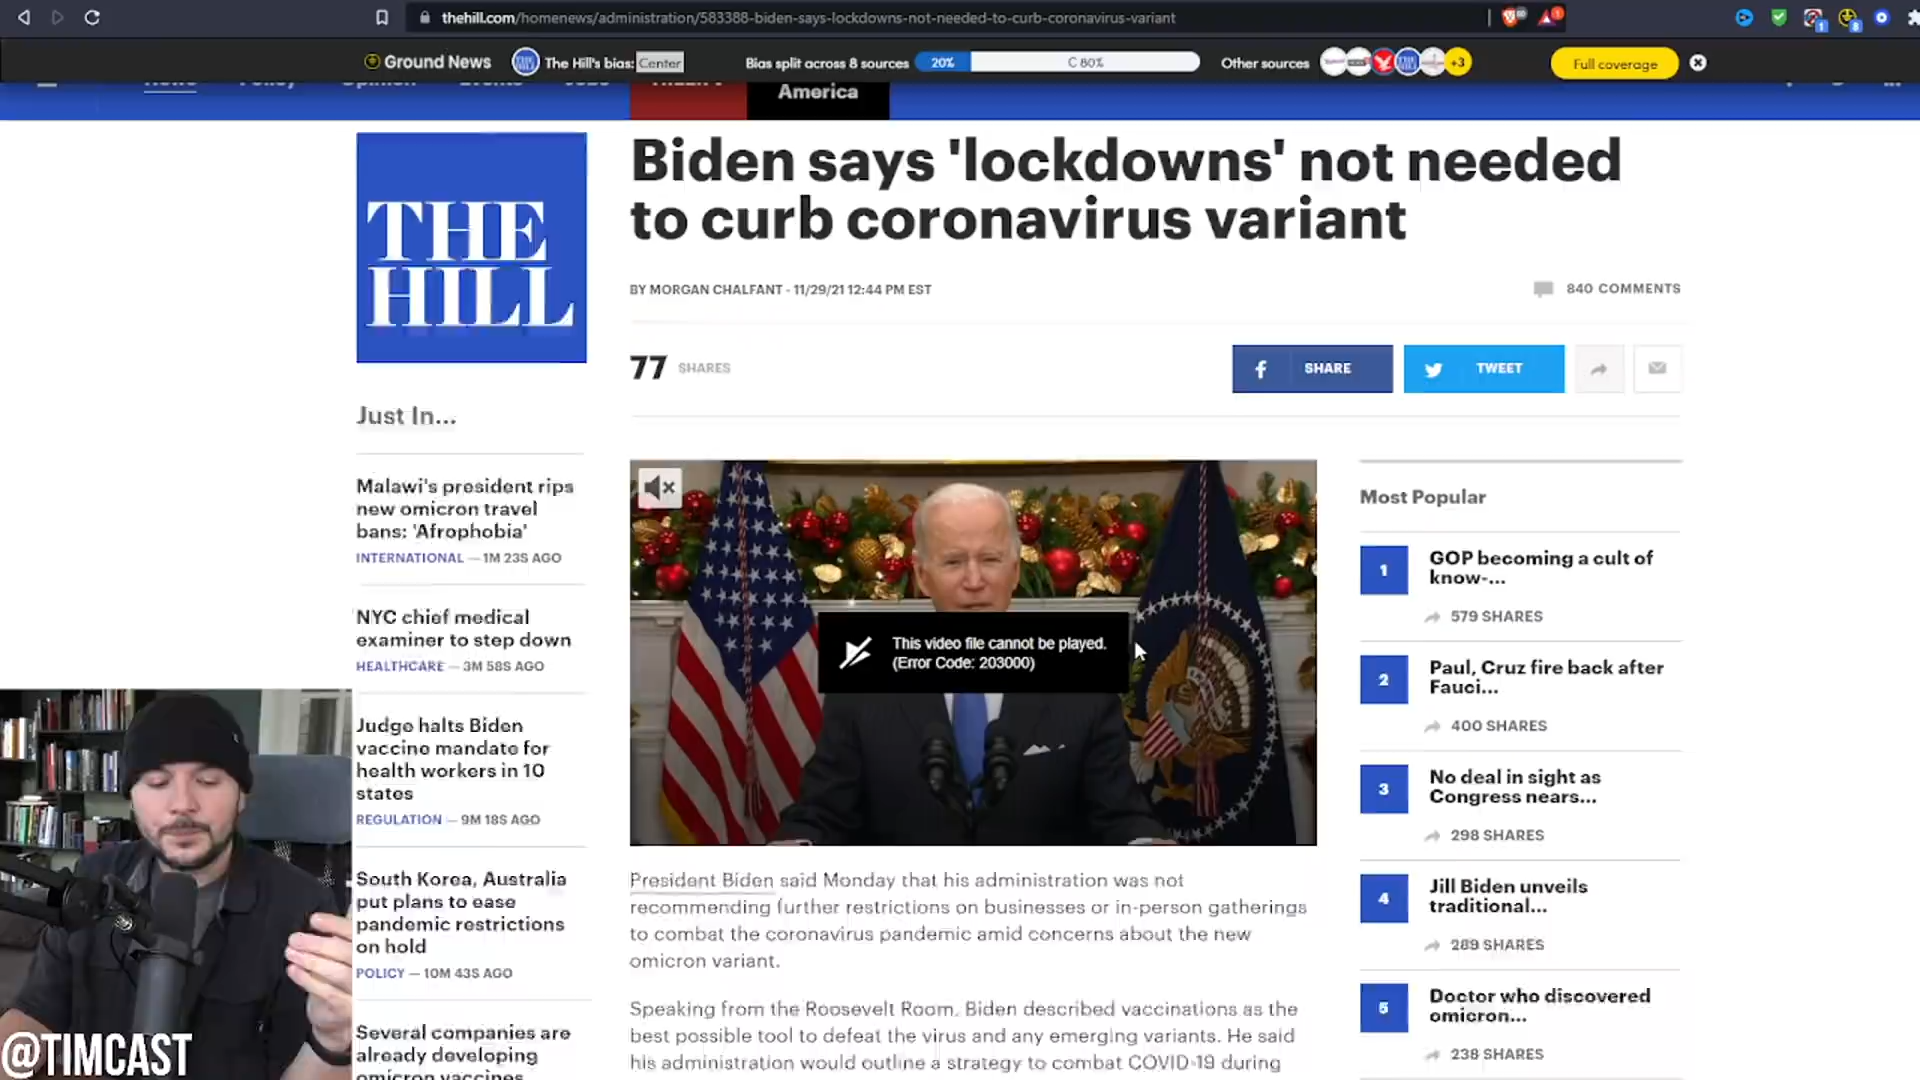 thehill.com/homenews/administration/583388-biden-says-lockdowns-not-needed-to-curb-coronavirus-variant
Ground News
The Hill's bias: Center
Bias split across 8 sources
20%
C 80%
Other sources
+3
Full coverage
America
THE
HILL
Biden says 'lockdowns' not needed
to curb coronavirus variant
BY MORGAN CHALFANT - 11/29/21 12:44 PM EST
840 COMMENTS
77 SHARES
SHARE
TWEET
Just In...
Malawi's president rips
new omicron travel
bans: 'Afrophobia'
INTERNATIONAL — 1M 23S AGO
NYC chief medical
examiner to step down
HEALTHCARE — 3M 58S AGO
Judge halts Biden
vaccine mandate for
health workers in 10
states
REGULATION — 9M 18S AGO
South Korea, Australia
put plans to ease
pandemic restrictions
on hold
POLICY — 10M 43S AGO
Several companies are
already developing
omicron vaccines
This video file cannot be played.
(Error Code: 203000)
President Biden said Monday that his administration was not
recommending further restrictions on businesses or in-person gatherings
to combat the coronavirus pandemic amid concerns about the new
omicron variant.
Speaking from the Roosevelt Room, Biden described vaccinations as the
best possible tool to defeat the virus and any emerging variants. He said
his administration would outline a strategy to combat COVID-19 during
Most Popular
1
GOP becoming a cult of
know-...
579 SHARES
2
Paul, Cruz fire back after
Fauci...
400 SHARES
3
No deal in sight as
Congress nears...
298 SHARES
4
Jill Biden unveils
traditional...
289 SHARES
5
Doctor who discovered
omicron...
238 SHARES
@TIMCAST